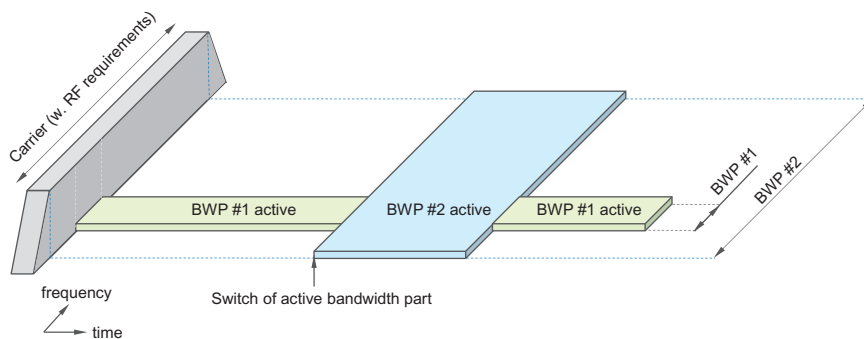 Carrier (w. RF requirements)
BWP #1 active
BWP #2 active
BWP #1 active
BWP #1
BWP #2
Switch of active bandwidth part
frequency
time